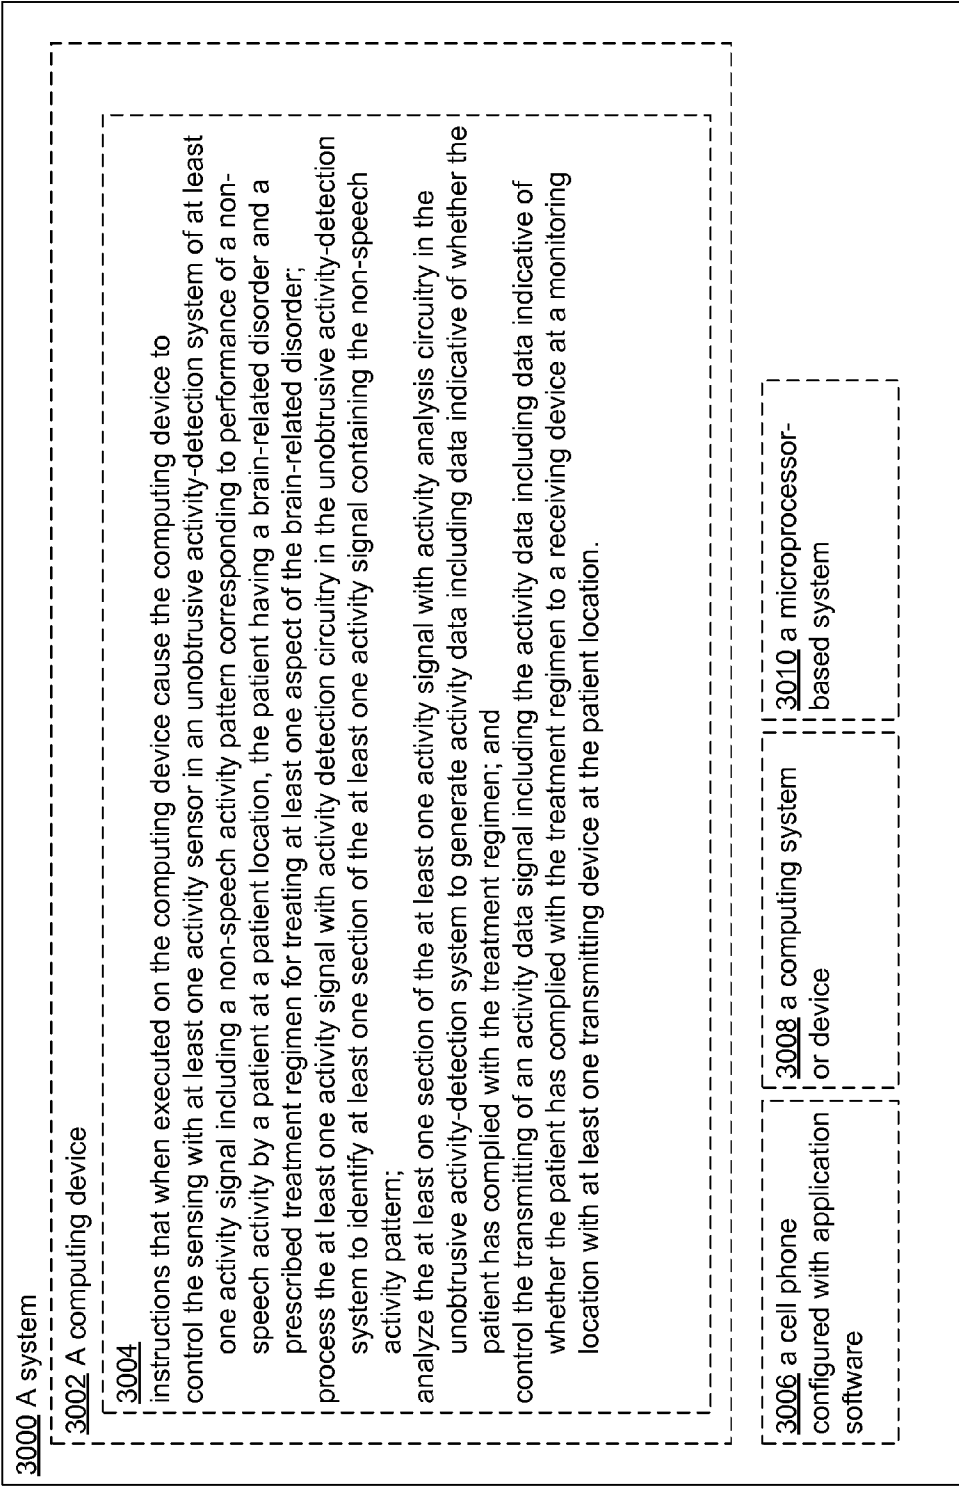 3000 A system
3002 A computing device
3004
instructions that when executed on the computing device cause the computing device to
control the sensing with at least one activity sensor in an unobtrusive activity-detection system of at least
one activity signal including a non-speech activity pattern corresponding to performance of a non-
speech activity by a patient at a patient location, the patient having a brain-related disorder and a
prescribed treatment regimen for treating at least one aspect of the brain-related disorder;
process the at least one activity signal with activity detection circuitry in the unobtrusive activity-detection
system to identify at least one section of the at least one activity signal containing the non-speech
activity pattern;
analyze the at least one section of the at least one activity signal with activity analysis circuitry in the
unobtrusive activity-detection system to generate activity data including data indicative of whether the
patient has complied with the treatment regimen; and
control the transmitting of an activity data signal including the activity data including data indicative of
whether the patient has complied with the treatment regimen to a receiving device at a monitoring
location with at least one transmitting device at the patient location.
3006 a cell phone
configured with application
software
3008 a computing system
or device
3010 a microprocessor-
based system